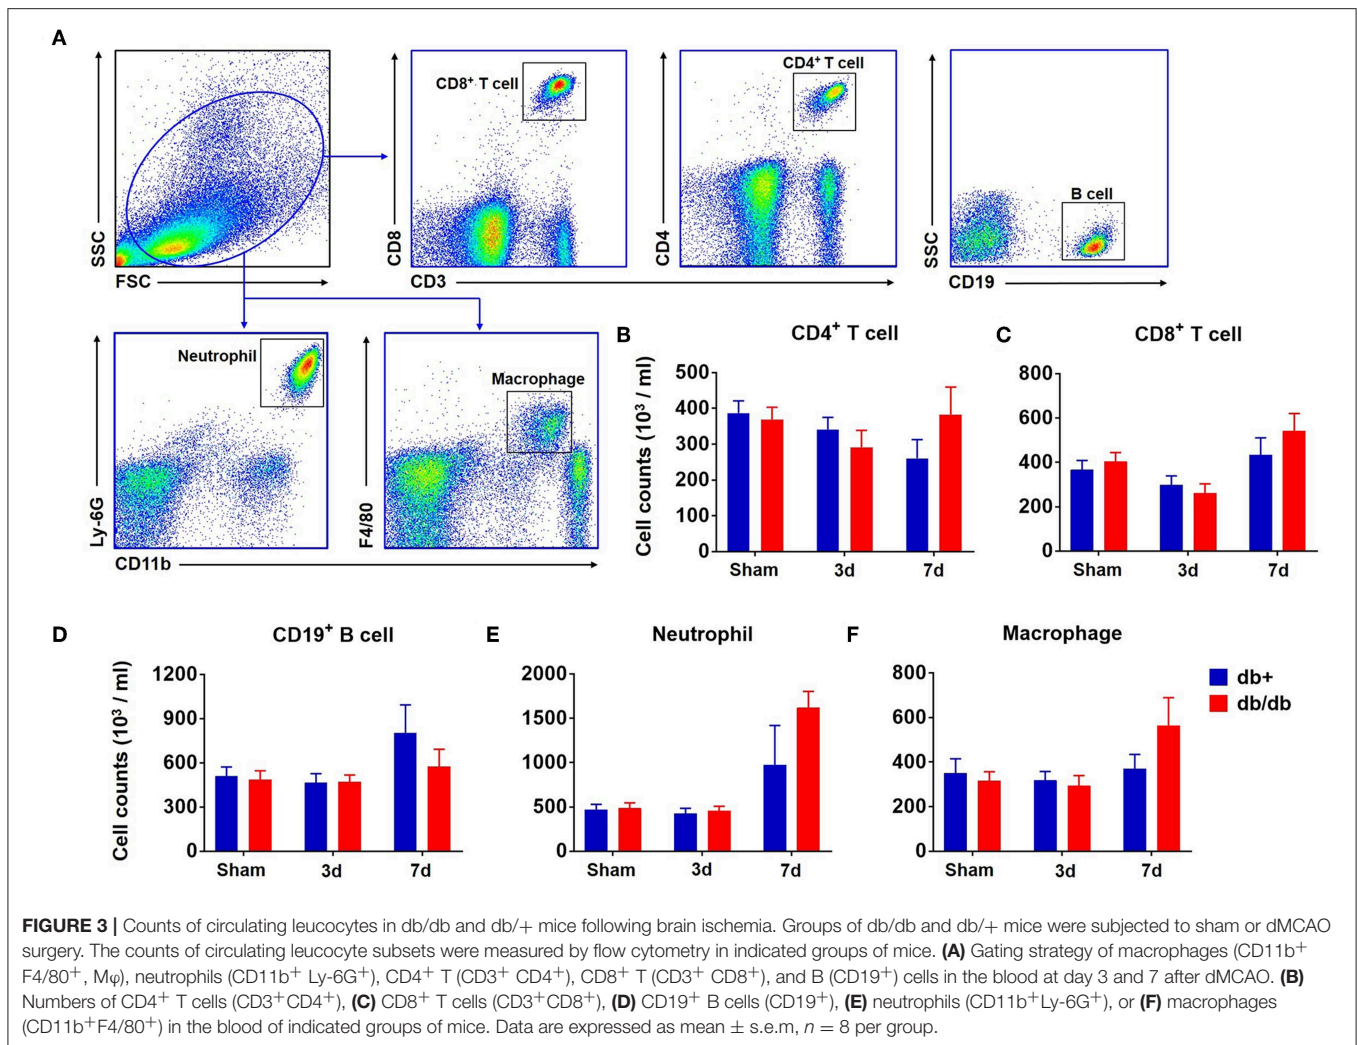 A
SSC
FSC
CD8⁺ T cell
CD8
CD3
CD4⁺ T cell
CD4
B cell
SSC
CD19
Neutrophil
Ly-6G
CD11b
Macrophage
F4/80
B
CD4⁺ T cell
Cell counts (10³ / ml)
500
400
300
200
100
0
Sham 3d 7d
C
CD8⁺ T cell
800
600
400
200
0
Sham 3d 7d
D
CD19⁺ B cell
Cell counts (10³ / ml)
1200
900
600
300
0
Sham 3d 7d
E
Neutrophil
2000
1500
1000
500
0
Sham 3d 7d
F
Macrophage
800
600
400
200
0
Sham 3d 7d
db+
db/db
FIGURE 3 | Counts of circulating leucocytes in db/db and db/+ mice following brain ischemia. Groups of db/db and db/+ mice were subjected to sham or dMCAO
surgery. The counts of circulating leucocyte subsets were measured by flow cytometry in indicated groups of mice. (A) Gating strategy of macrophages (CD11b⁺
F4/80⁺, Mφ), neutrophils (CD11b⁺ Ly-6G⁺), CD4⁺ T (CD3⁺ CD4⁺), CD8⁺ T (CD3⁺ CD8⁺), and B (CD19⁺) cells in the blood at day 3 and 7 after dMCAO. (B)
Numbers of CD4⁺ T cells (CD3⁺CD4⁺), (C) CD8⁺ T cells (CD3⁺CD8⁺), (D) CD19⁺ B cells (CD19⁺), (E) neutrophils (CD11b⁺Ly-6G⁺), or (F) macrophages
(CD11b⁺F4/80⁺) in the blood of indicated groups of mice. Data are expressed as mean ± s.e.m, n = 8 per group.